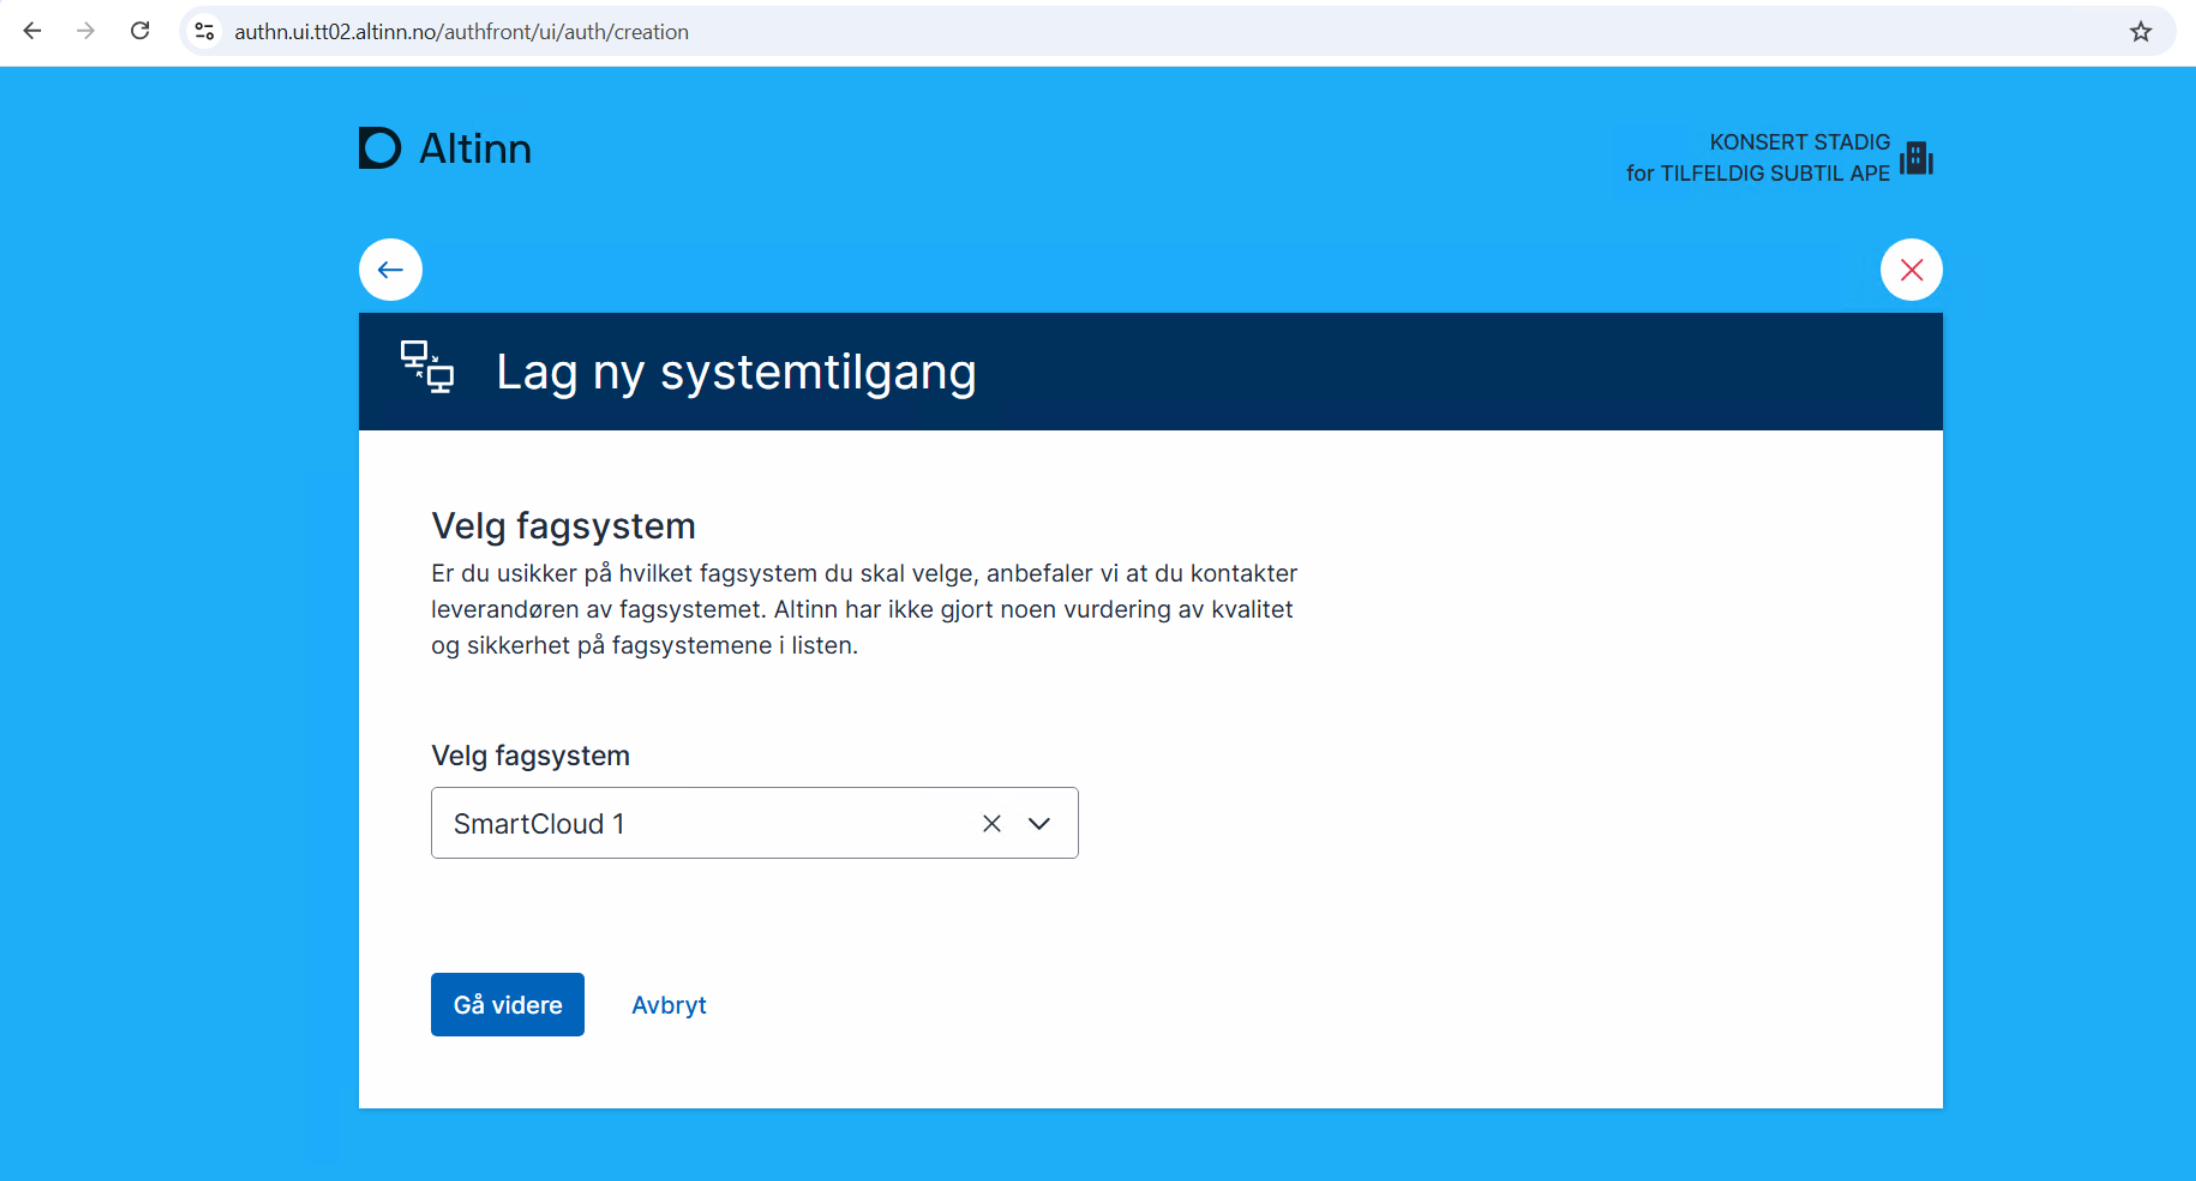 authn.ui.tt02.altinn.no/authfront/ui/auth/creation
Altinn
KONSERT STADIG
for TILFELDIG SUBTIL APE
Lag ny systemtilgang
Velg fagsystem
Er du usikker på hvilket fagsystem du skal velge, anbefaler vi at du kontakter
leverandøren av fagsystemet. Altinn har ikke gjort noen vurdering av kvalitet
og sikkerhet på fagsystemene i listen.
Velg fagsystem
SmartCloud 1
Gå videre
Avbryt